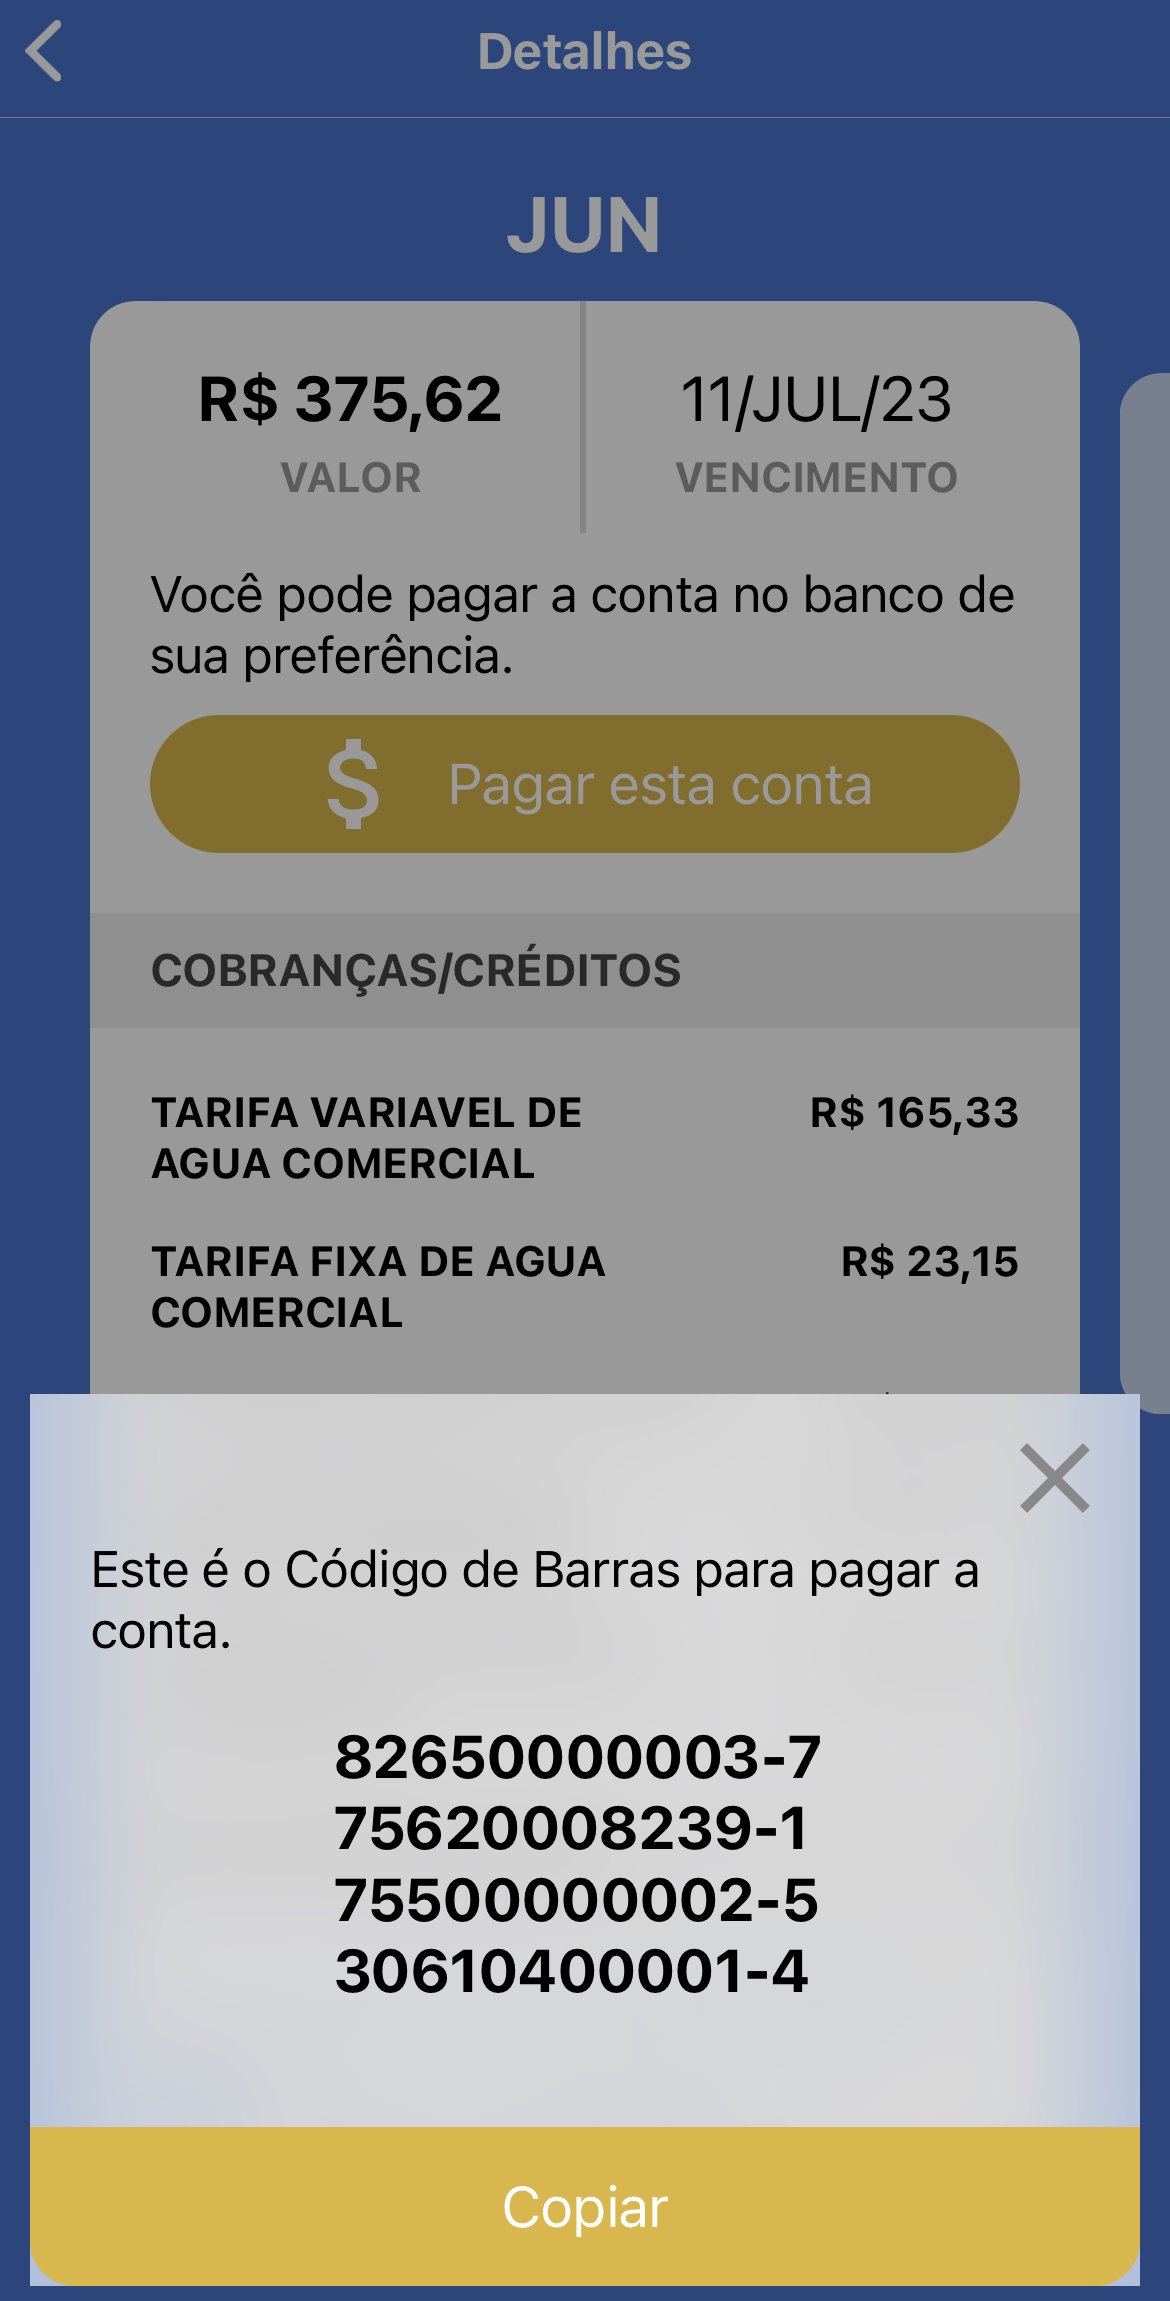 Detalhes
JUN
R$ 375,62
VALOR
11/JUL/23
VENCIMENTO
Você pode pagar a conta no banco de
sua preferência.
$ Pagar esta conta
COBRANÇAS/CRÉDITOS
TARIFA VARIAVEL DE
AGUA COMERCIAL
R$ 165,33
TARIFA FIXA DE AGUA
COMERCIAL
R$ 23,15
Este é o Código de Barras para pagar a
conta.
82650000003-7
75620008239-1
75500000002-5
30610400001-4
Copiar